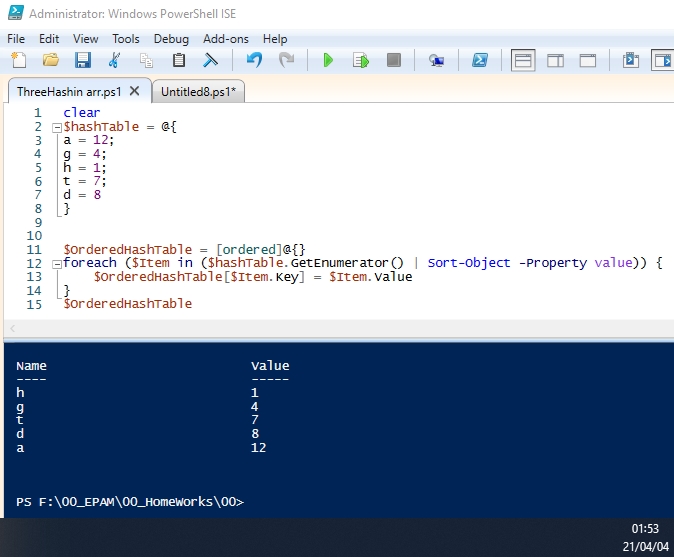 Administrator: Windows PowerShell ISE
File Edit View Tools Debug Add-ons Help
ThreeHashin arr.ps1 Untitled8.ps1*
1 clear
2 $hashTable = @{
3 a = 12;
4 g = 4;
5 h = 1;
6 t = 7;
7 d = 8
8 }
9
10
11 $OrderedHashTable = [ordered]@{}
12 foreach ($Item in ($hashTable.GetEnumerator() | Sort-Object -Property value)) {
13 $OrderedHashTable[$Item.Key] = $Item.Value
14 }
15 $OrderedHashTable
Name Value
---- -----
h 1
g 4
t 7
d 8
a 12
PS F:\00_EPAM\00_HomeWorks\00>
01:53
21/04/04